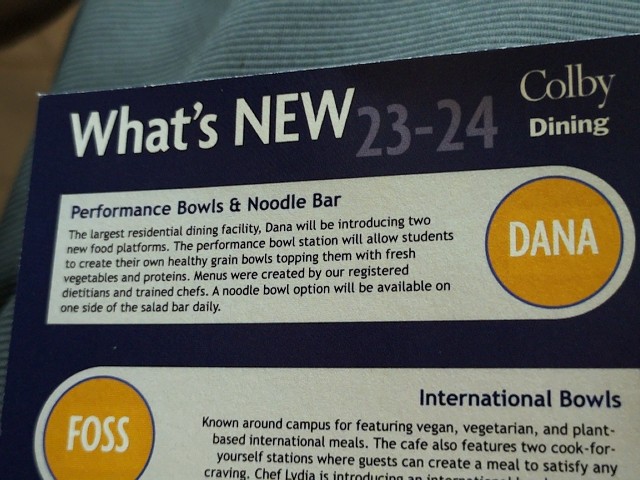 What's NEW 23-24
Colby
Dining
Performance Bowls & Noodle Bar
The largest residential dining facility, Dana will be introducing two
new food platforms. The performance bowl station will allow students
to create their own healthy grain bowls topping them with fresh
vegetables and proteins. Menus were created by our registered
dietitians and trained chefs. A noodle bowl option will be available on
one side of the salad bar daily.
DANA
International Bowls
FOSS
Known around campus for featuring vegan, vegetarian, and plant-
based international meals. The cafe also features two cook-for-
yourself stations where guests can create a meal to satisfy any
craving. Chef Lydia is introducing an international